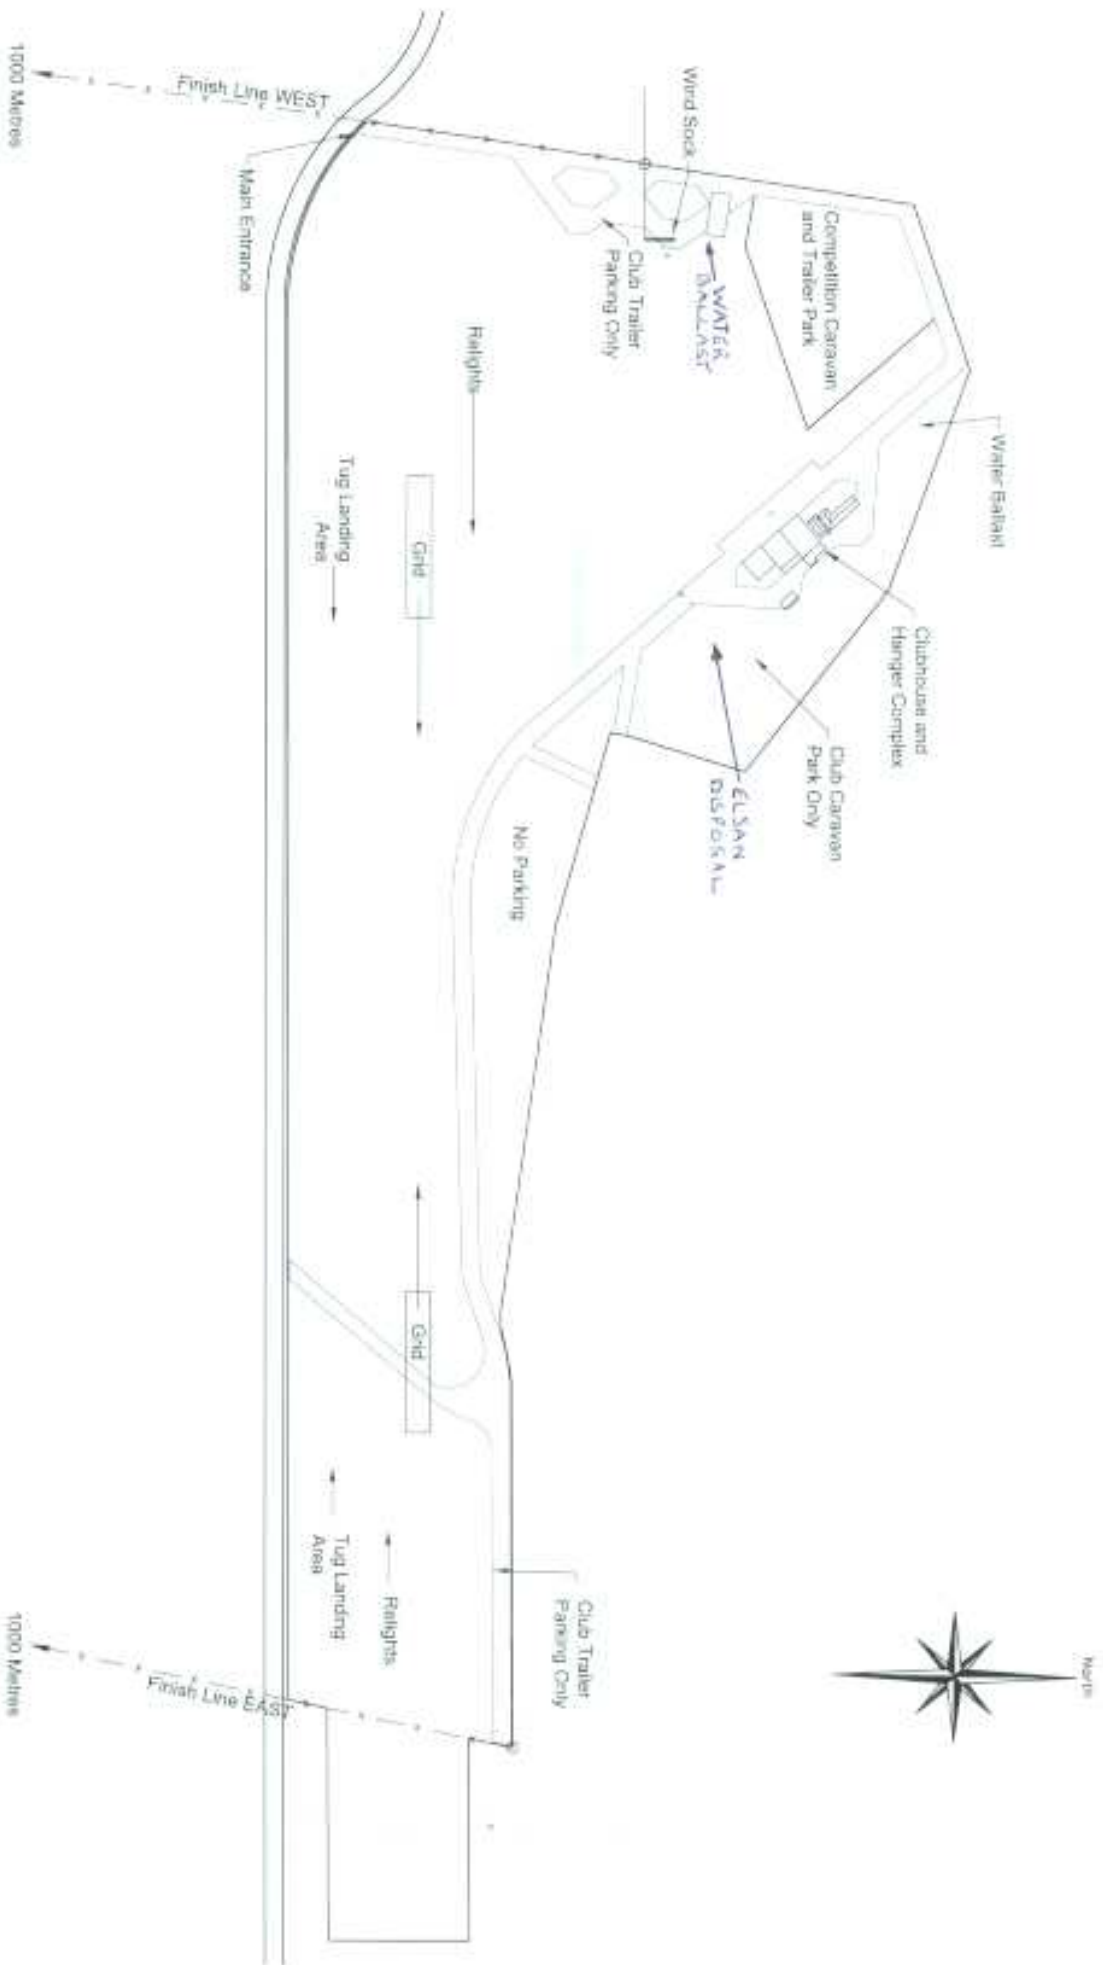 North
Water Ballast
Clubhouse and
Hanger Complex
Competition Caravan
and Trailer Park
Club Caravan
Park Only
ELSAN
DISPOSAL
WATER
BALLAST
Wind Sock
Club Trailer
Parking Only
Club Trailer
Parking Only
No Parking
Relights
Grid
Grid
Relights
Tug Landing
Area
Tug Landing
Area
Main Entrance
Finish Line WEST
Finish Line EAST
1000 Metres
1000 Metres